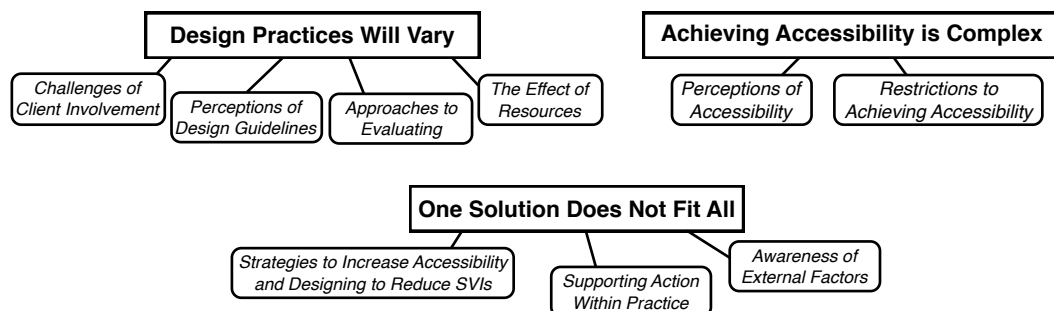 Design Practices Will Vary
Challenges of
Client Involvement
Perceptions of
Design Guidelines
Approaches to
Evaluating
The Effect of
Resources
Achieving Accessibility is Complex
Perceptions of
Accessibility
Restrictions to
Achieving Accessibility
One Solution Does Not Fit All
Strategies to Increase Accessibility
and Designing to Reduce SVIs
Supporting Action
Within Practice
Awareness of
External Factors